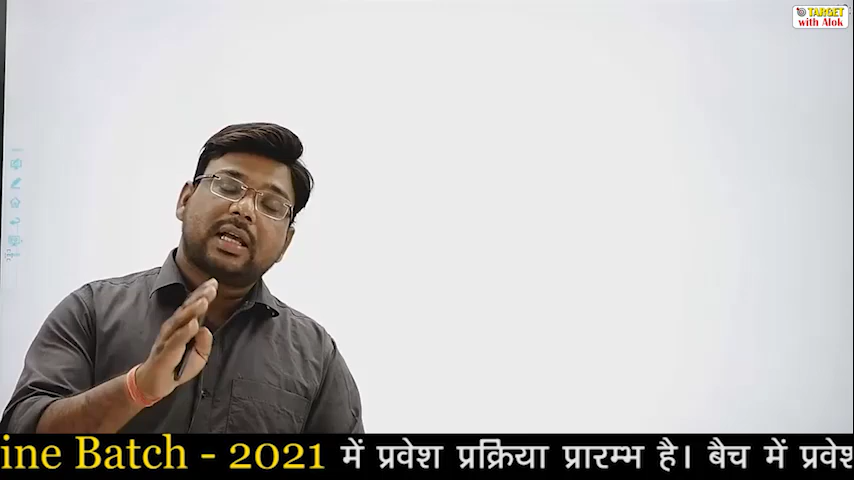 TARGET
with Alok
ine Batch - 2021 में प्रवेश प्रक्रिया प्रारम्भ है। बैच में प्रवेश